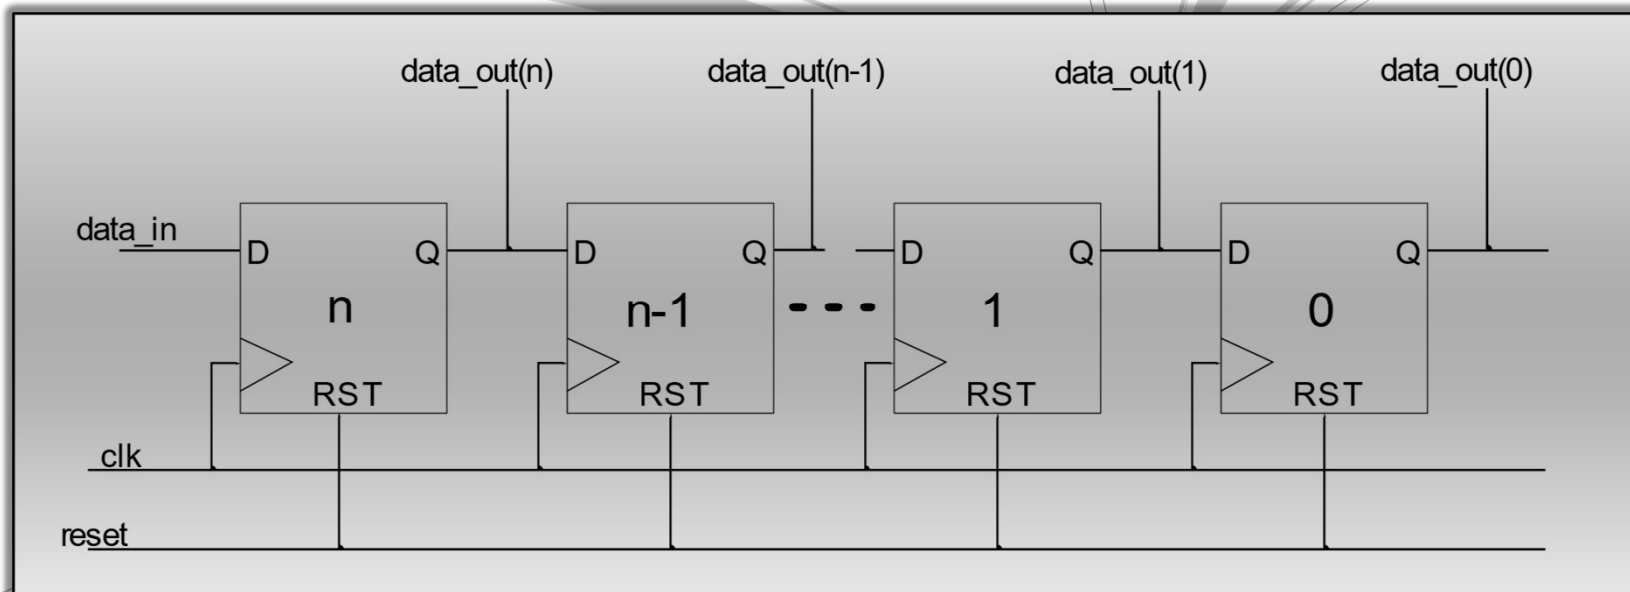 data_out(n) data_out(n-1) data_out(1) data_out(0)
data_in D Q D Q D Q D Q
n n-1 - - - 1 0
RST RST RST RST
clk
reset